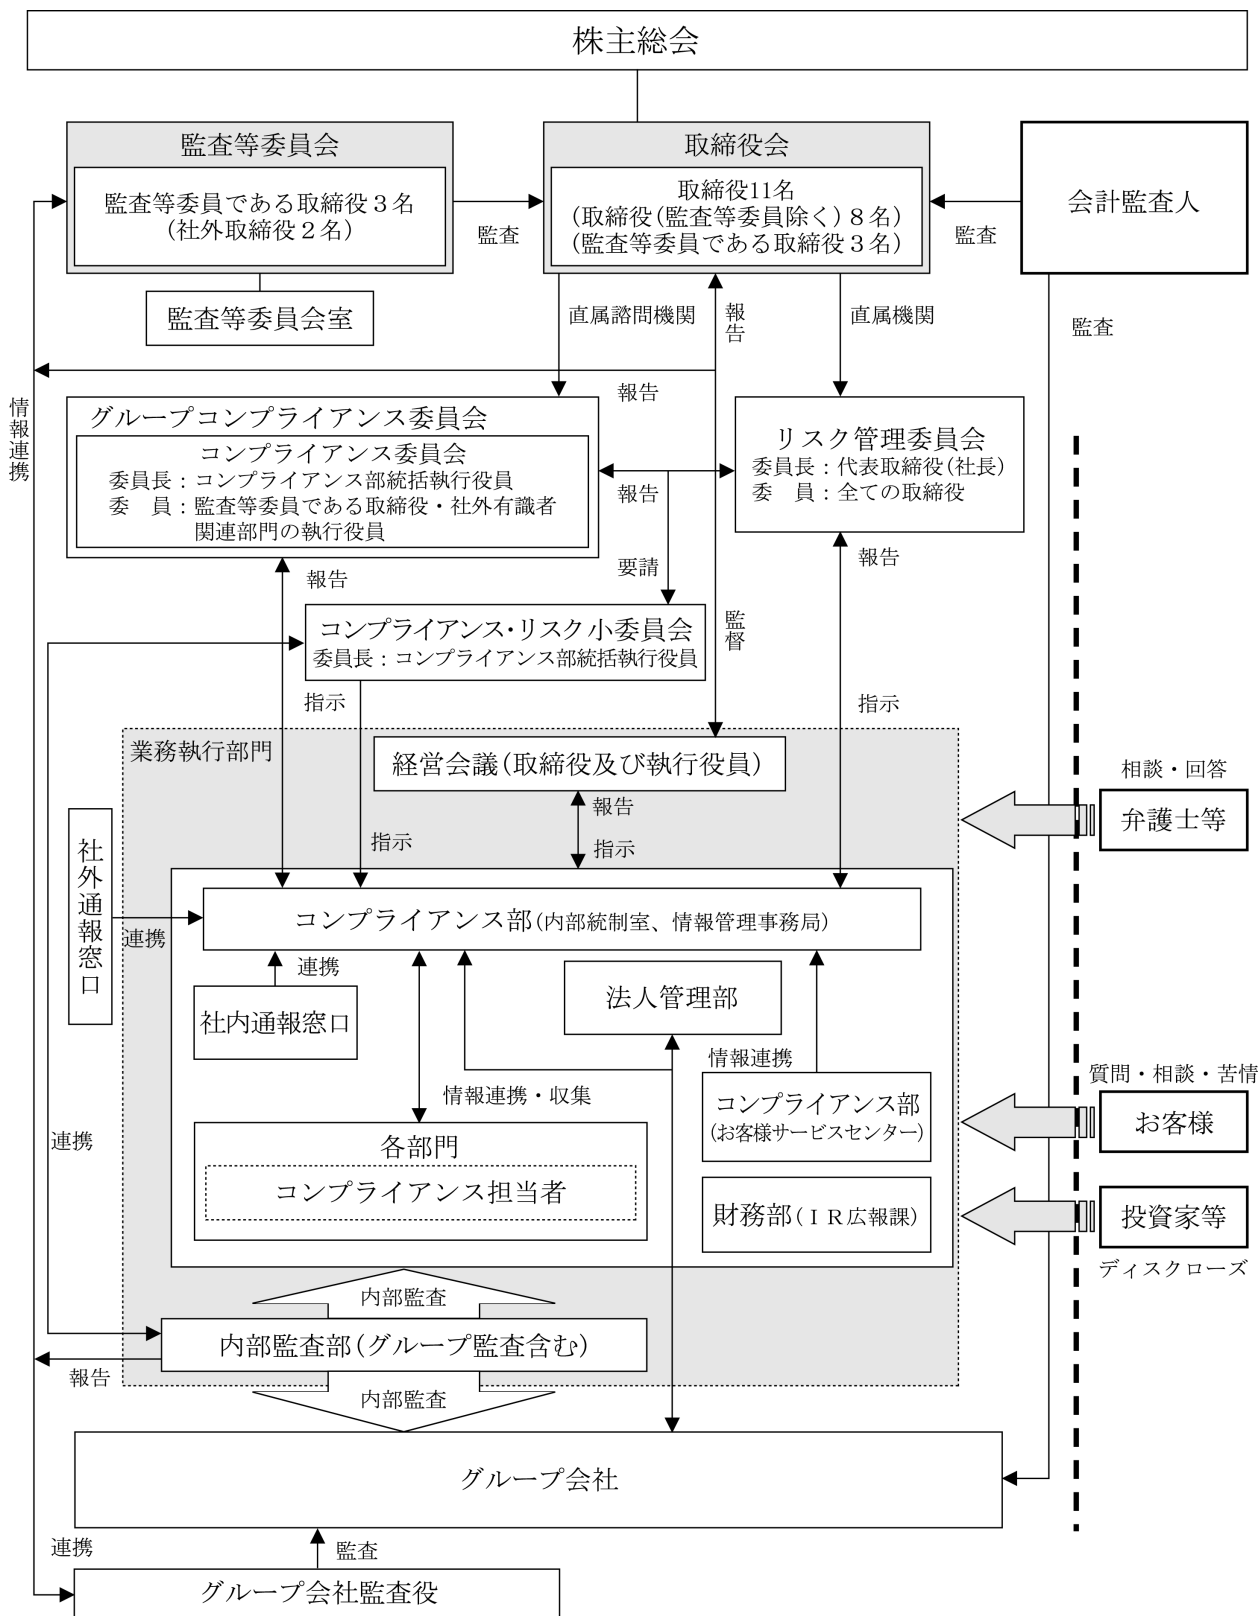 株主総会
監査等委員会
監査等委員である取締役３名
(社外取締役２名)
監査等委員会室
監査
取締役会
取締役11名
(取締役(監査等委員除く)８名)
(監査等委員である取締役３名)
監査
会計監査人
監査
直属諮問機関
報告
直属機関
報告
情報連携
グループコンプライアンス委員会
コンプライアンス委員会
委員長：コンプライアンス部統括執行役員
委　員：監査等委員である取締役・社外有識者
関連部門の執行役員
報告
要請
リスク管理委員会
委員長：代表取締役(社長)
委　員：全ての取締役
報告
報告
コンプライアンス・リスク小委員会
委員長：コンプライアンス部統括執行役員
監督
指示
指示
業務執行部門
経営会議(取締役及び執行役員)
報告
指示
指示
相談・回答
弁護士等
社外通報窓口
連携
コンプライアンス部(内部統制室、情報管理事務局)
連携
社内通報窓口
法人管理部
情報連携
情報連携・収集
コンプライアンス部
(お客様サービスセンター)
質問・相談・苦情
お客様
連携
各部門
コンプライアンス担当者
財務部(ＩＲ広報課)
投資家等
ディスクローズ
内部監査
内部監査部(グループ監査含む)
報告
内部監査
グループ会社
連携
監査
グループ会社監査役